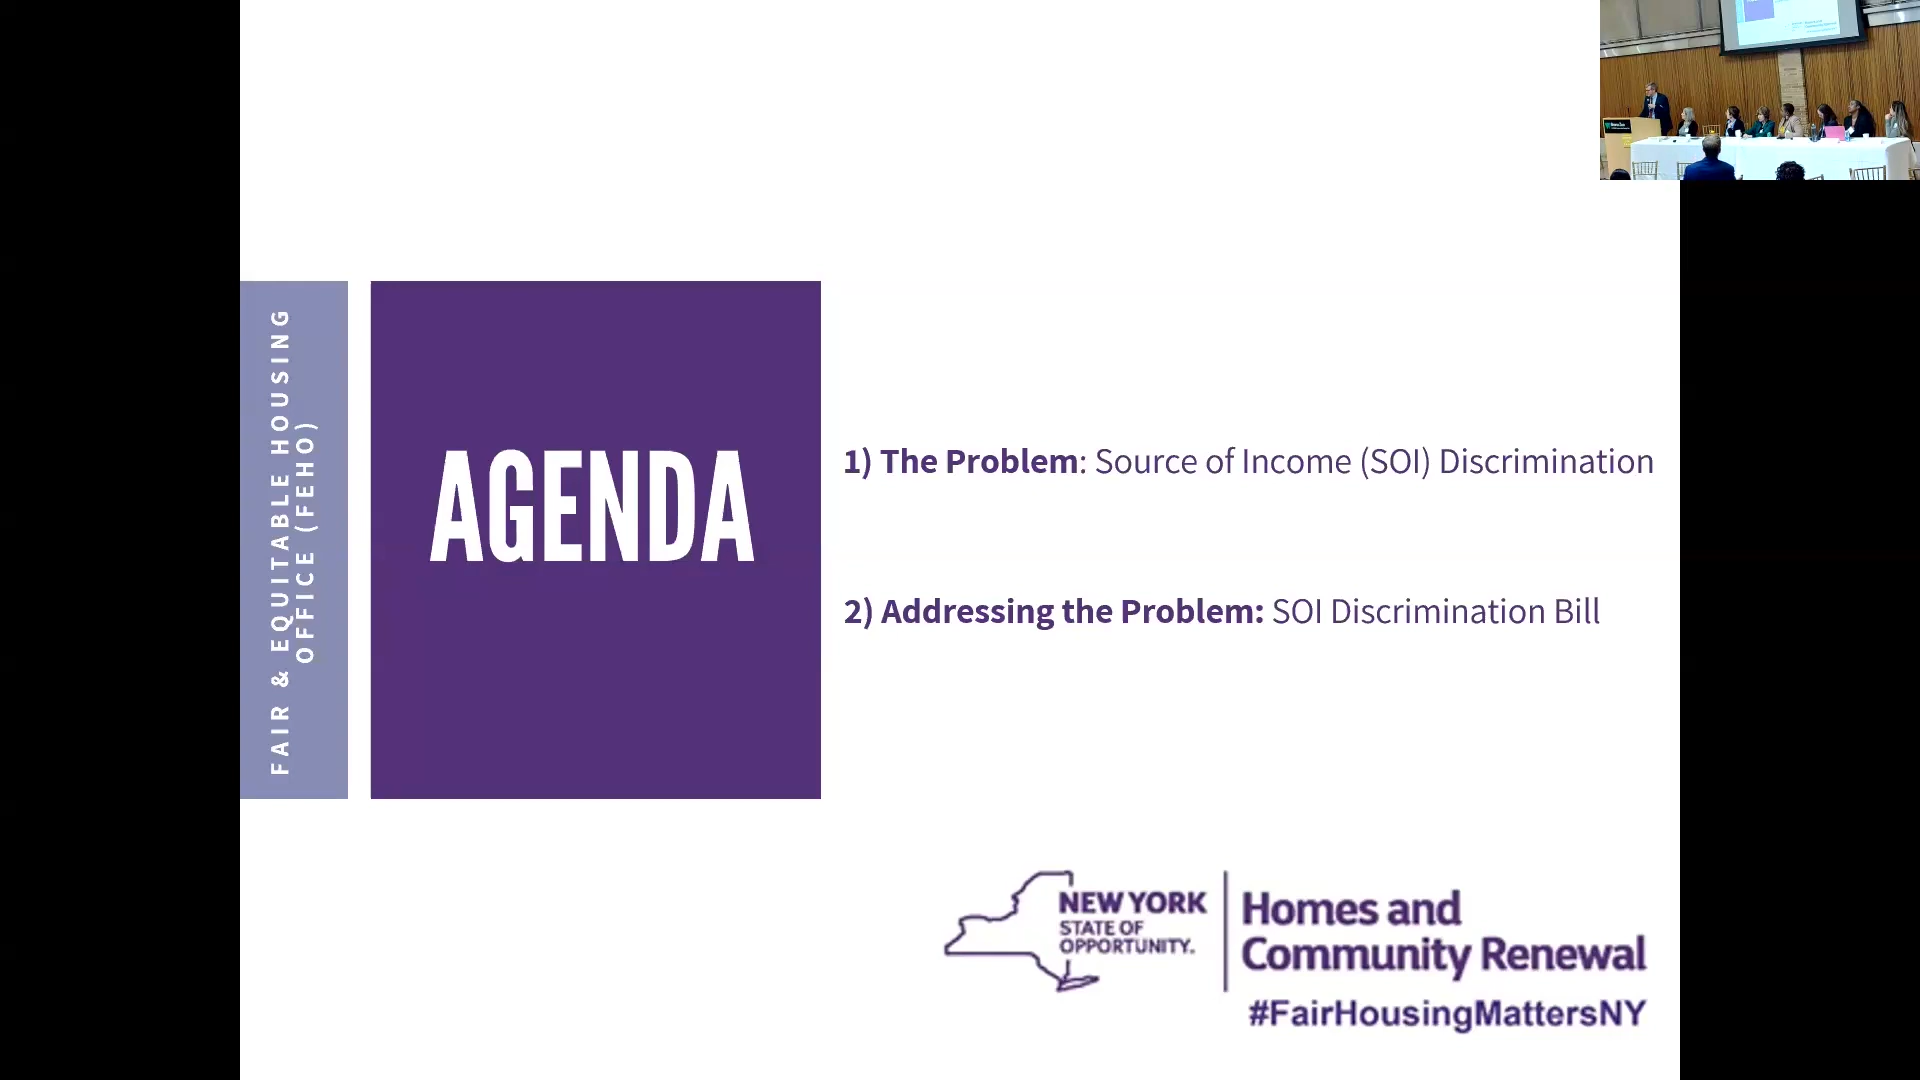 FAIR & EQUITABLE HOUSING
OFFICE (FEHO)
AGENDA
1) The Problem: Source of Income (SOI) Discrimination
2) Addressing the Problem: SOI Discrimination Bill
NEW YORK
STATE OF
OPPORTUNITY.
Homes and
Community Renewal
#FairHousingMattersNY